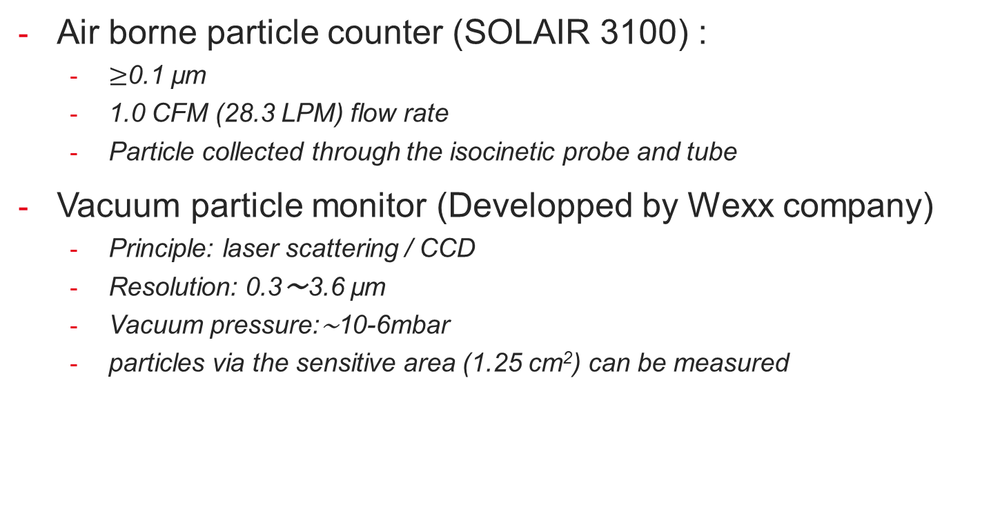 - Air borne particle counter (SOLAIR 3100) :
- ≥0.1 µm
- 1.0 CFM (28.3 LPM) flow rate
- Particle collected through the isocinetic probe and tube
- Vacuum particle monitor (Developped by Wexx company)
- Principle: laser scattering / CCD
- Resolution: 0.3～3.6 µm
- Vacuum pressure:~10-6mbar
- particles via the sensitive area (1.25 cm²) can be measured